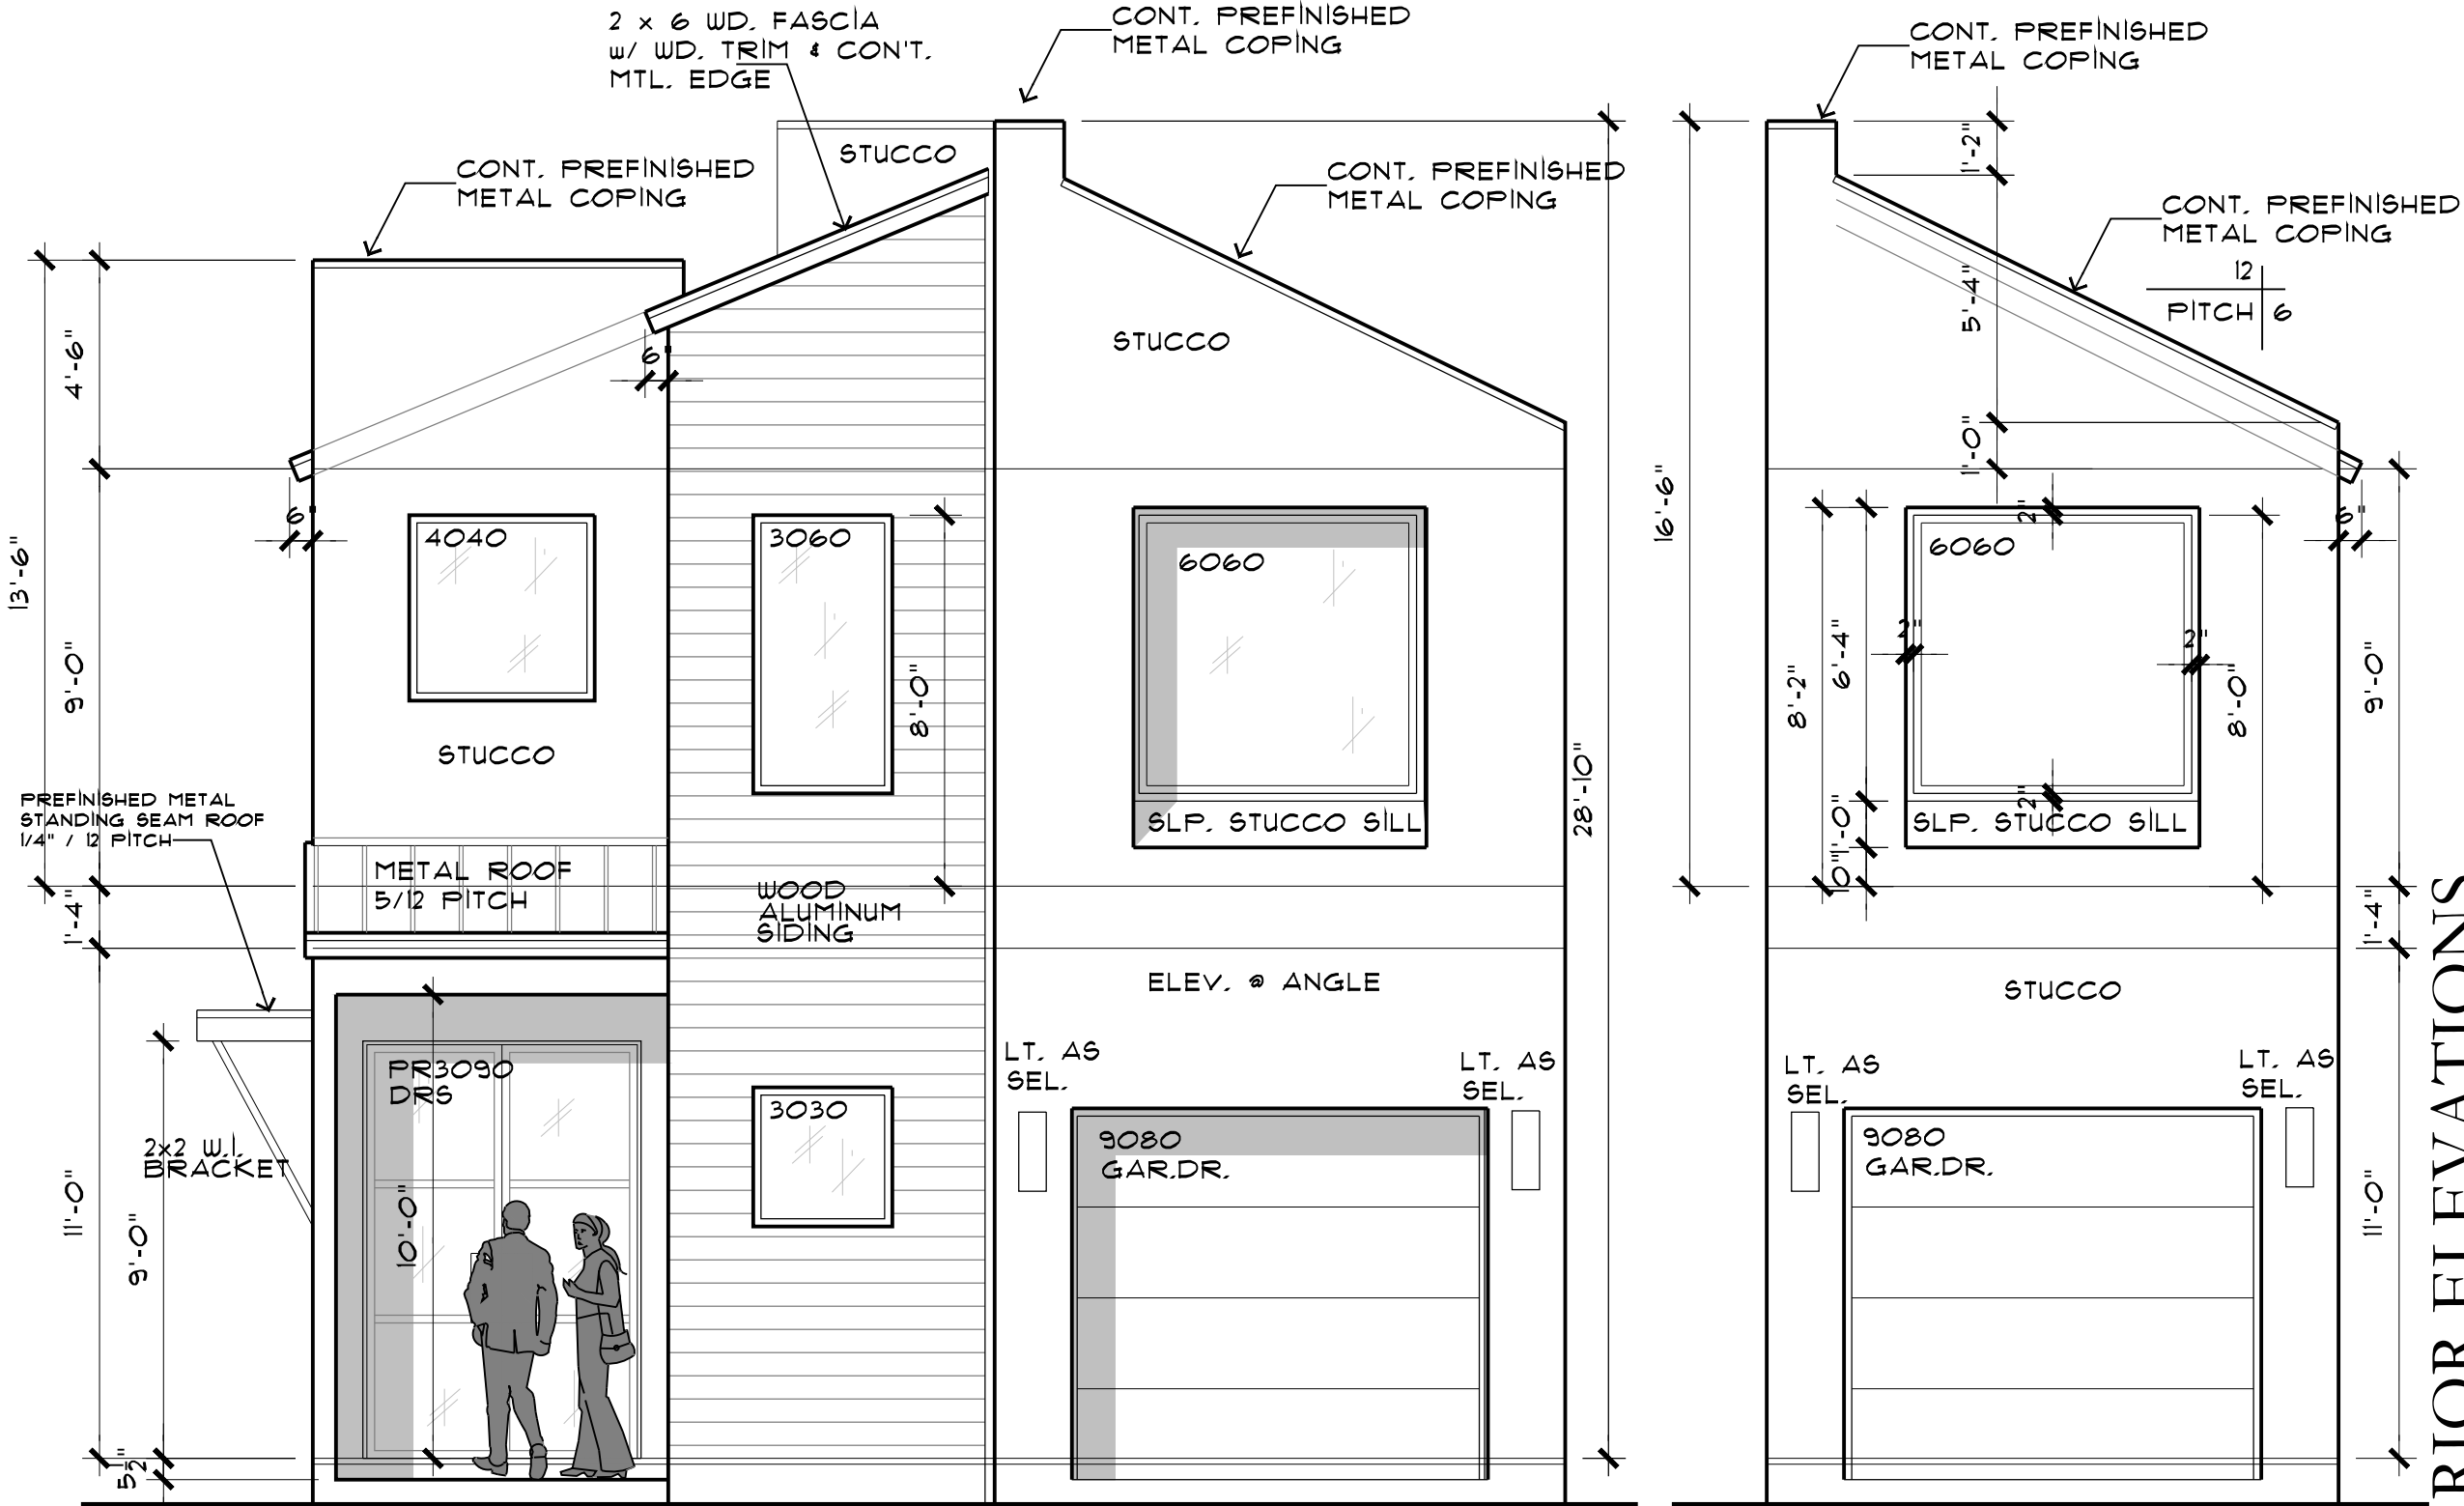 2 x 6 WD. FASCIA
w/ WD. TRIM & CON'T.
MTL. EDGE
CONT. PREFINISHED
METAL COPING
CONT. PREFINISHED
METAL COPING
STUCCO
CONT. PREFINISHED
METAL COPING
CONT. PREFINISHED
METAL COPING
CONT. PREFINISHED
METAL COPING
1'-2"
5'-4"
1'-0"
12
PITCH 6
STUCCO
4'-6"
6"
6"
13'-6"
9'-0"
4040
3060
8'-0"
6060
16'-6"
6060
2"
2"
2"
2"
6"
8'-2"
6'-4"
8'-0"
9'-0"
STUCCO
28'-10"
PREFINISHED METAL
STANDING SEAM ROOF
1/4" / 12 PITCH
SLP. STUCCO SILL
SLP. STUCCO SILL
1'-0"
10"
METAL ROOF
5/12 PITCH
WOOD
ALUMINUM
SIDING
1'-4"
1'-4"
ELEV. @ ANGLE
STUCCO
LT. AS
SEL.
LT. AS
SEL.
LT. AS
SEL.
LT. AS
SEL.
PR3090
DRS
3030
9080
GAR.DR.
9080
GAR.DR.
2x2 W.I.
BRACKET
11'-0"
9'-0"
10'-0"
11'-0"
5 1/2"
RIOR ELEVATIONS